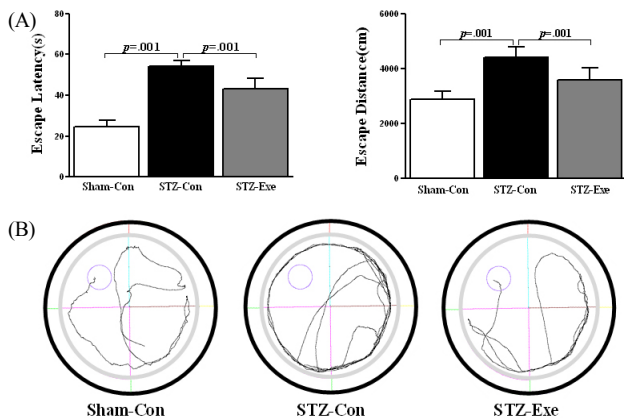 (A)
Escape Latency(s)
80
60
40
20
0
p=.001
p=.001
Sham-Con
STZ-Con
STZ-Exe
Escape Distance(cm)
6000
4000
2000
0
p=.001
p=.001
Sham-Con
STZ-Con
STZ-Exe
(B)
Sham-Con
STZ-Con
STZ-Exe